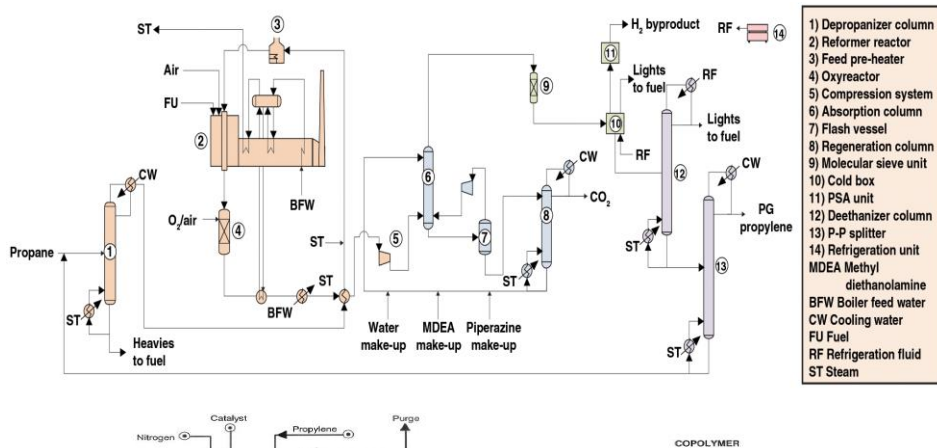 ST
3
H2 byproduct
RF
14
11
Air
FU
2
9
Lights
to fuel
RF
10
Lights
to fuel
RF
12
CW
6
7
CW
8
CO2
BFW
CW
1
Propane
O2/air
4
ST
5
ST
BFW
ST
ST
13
PG
propylene
ST
Heavies
to fuel
Water
make-up
MDEA
make-up
Piperazine
make-up
ST
1) Depropanizer column
2) Reformer reactor
3) Feed pre-heater
4) Oxyreactor
5) Compression system
6) Absorption column
7) Flash vessel
8) Regeneration column
9) Molecular sieve unit
10) Cold box
11) PSA unit
12) Deethanizer column
13) P-P splitter
14) Refrigeration unit
MDEA Methyl
diethanolamine
BFW Boiler feed water
CW Cooling water
FU Fuel
RF Refrigeration fluid
ST Steam
Catalyst
Nitrogen
Propylene
Purge
COPOLYMER